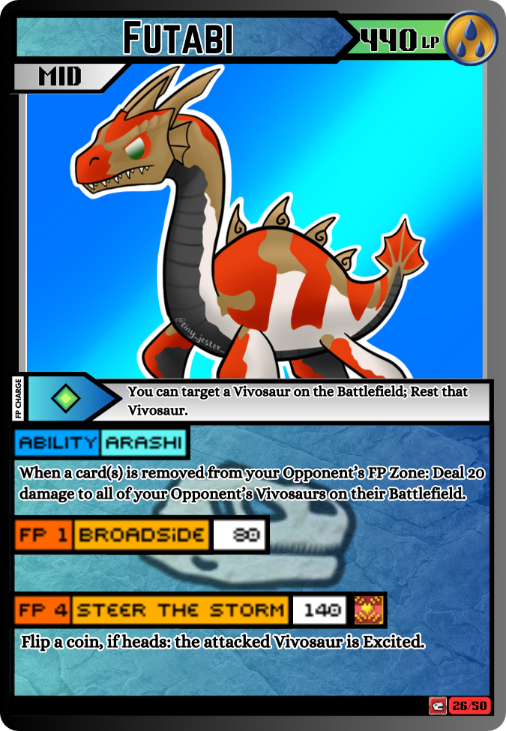 FUTABI
440 LP
MID
@tiny_jester_
FP CHARGE
You can target a Vivosaur on the Battlefield; Rest that
Vivosaur.
ABILITY ARASHI
When a card(s) is removed from your Opponent's FP Zone: Deal 20
damage to all of your Opponent's Vivosaurs on their Battlefield.
FP 1 BROADSIDE 80
FP 4 STEER THE STORM 140
Flip a coin, if heads: the attacked Vivosaur is Excited.
26/50